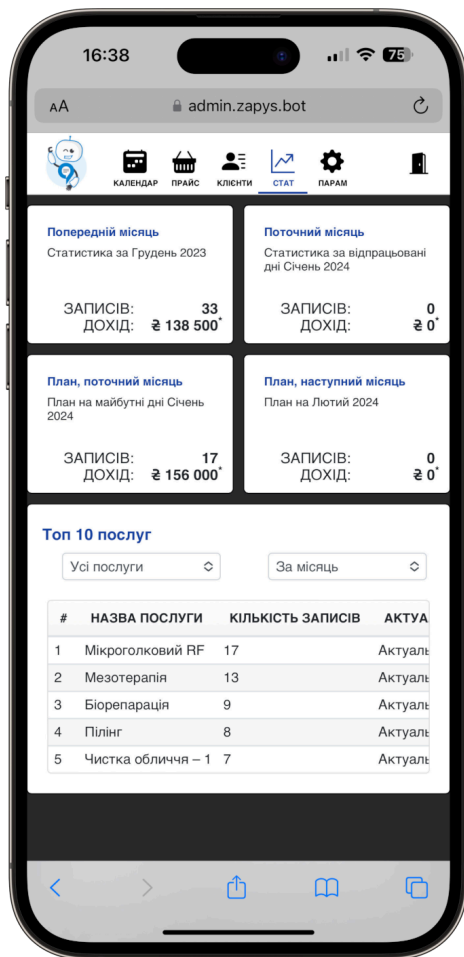 16:38
75
AA admin.zapys.bot
КАЛЕНДАР ПРАЙС КЛІЄНТИ СТАТ ПАРАМ
Попередній місяць
Статистика за Грудень 2023
ЗАПИСІВ: 33
ДОХІД: ₴ 138 500*
Поточний місяць
Статистика за відпрацьовані
дні Січень 2024
ЗАПИСІВ: 0
ДОХІД: ₴ 0*
План, поточний місяць
План на майбутні дні Січень
2024
ЗАПИСІВ: 17
ДОХІД: ₴ 156 000*
План, наступний місяць
План на Лютий 2024
ЗАПИСІВ: 0
ДОХІД: ₴ 0*
Топ 10 послуг
Усі послуги За місяць
# НАЗВА ПОСЛУГИ КІЛЬКІСТЬ ЗАПИСІВ АКТУА
1 Мікроголковий RF 17 Актуаль
2 Мезотерапія 13 Актуаль
3 Біорепарація 9 Актуаль
4 Пілінг 8 Актуаль
5 Чистка обличчя – 1 7 Актуаль